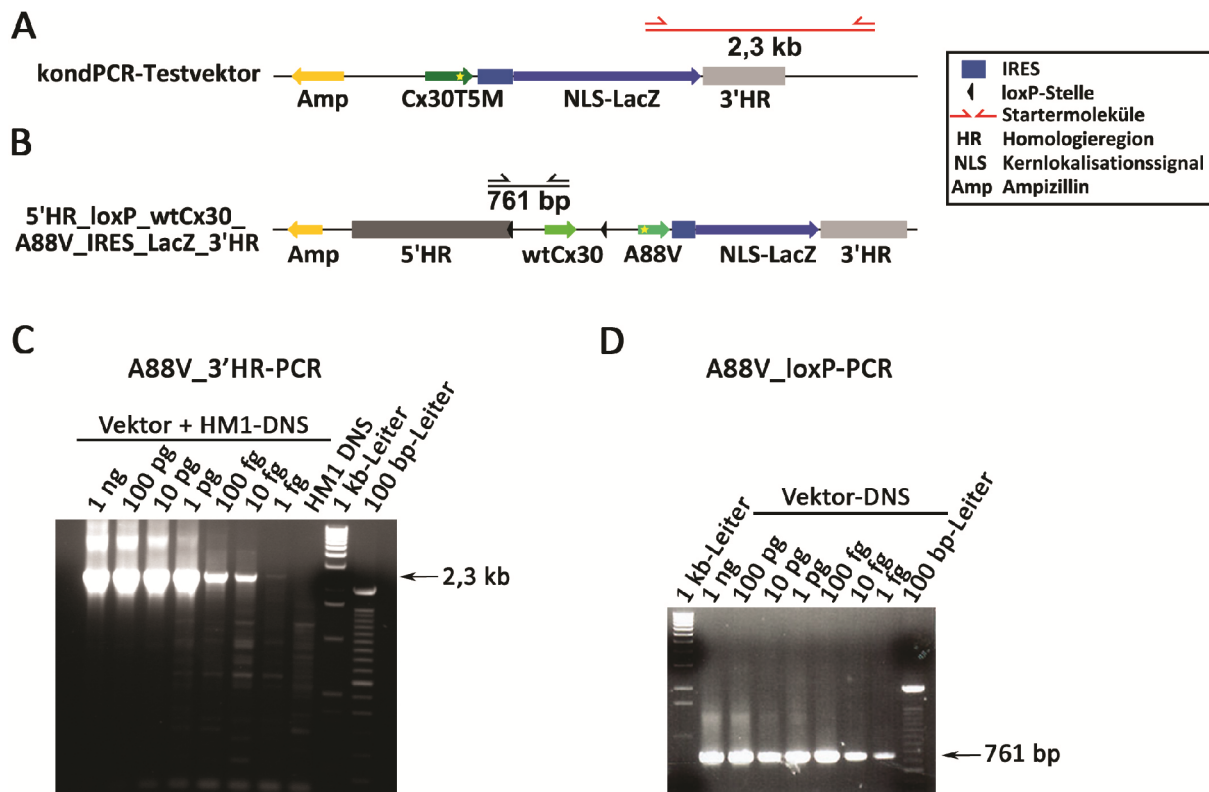 A
2,3 kb
kondPCR-Testvektor
Amp
Cx30T5M
NLS-LacZ
3'HR
IRES
loxP-Stelle
Startermoleküle
HR Homologieregion
NLS Kernlokalisationssignal
Amp Ampizillin
B
761 bp
5'HR_loxP_wtCx30_
A88V_IRES_LacZ_3'HR
Amp
5'HR
wtCx30
A88V
NLS-LacZ
3'HR
C
A88V_3'HR-PCR
Vektor + HM1-DNS
1 ng
100 pg
10 pg
1 pg
100 fg
10 fg
1 fg
HM1 DNS
1 kb-Leiter
100 bp-Leiter
2,3 kb
D
A88V_loxP-PCR
Vektor-DNS
1 kb-Leiter
1 ng
100 pg
10 pg
1 pg
100 fg
10 fg
1 fg
100 bp-Leiter
761 bp